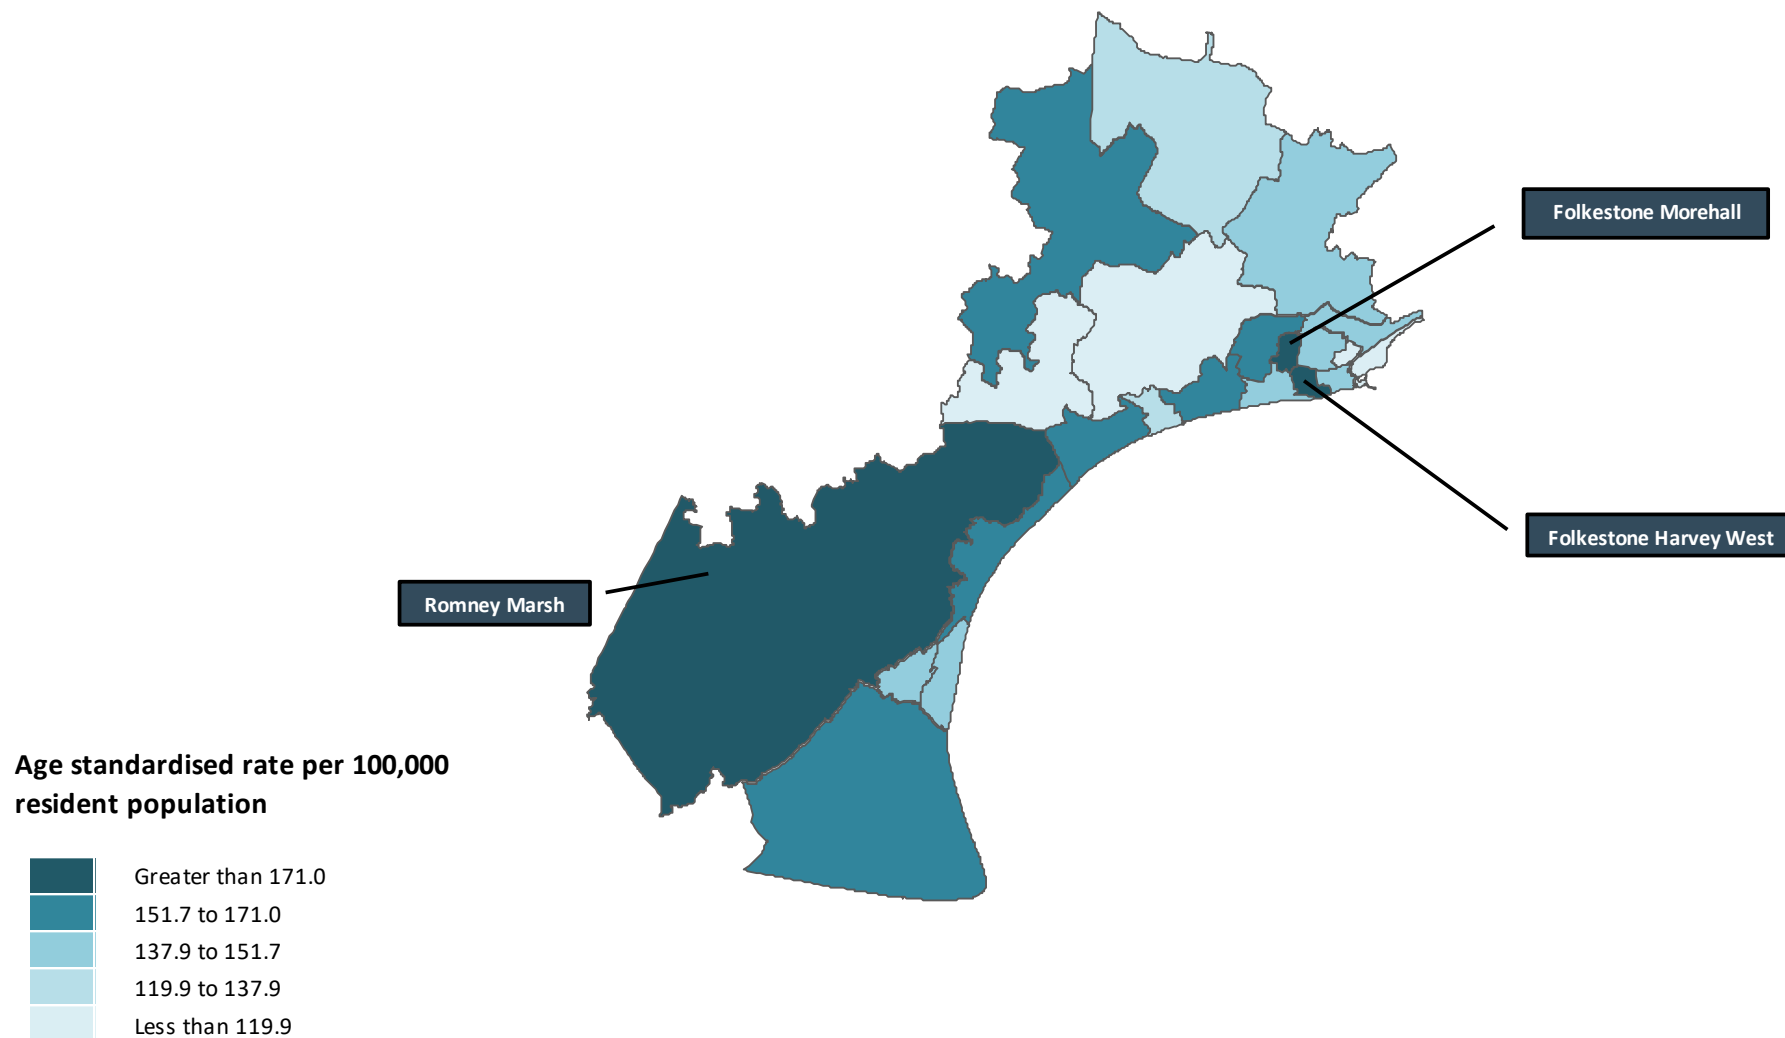 Folkestone Morehall
Folkestone Harvey West
Romney Marsh
Age standardised rate per 100,000
resident population
Greater than 171.0
151.7 to 171.0
137.9 to 151.7
119.9 to 137.9
Less than 119.9